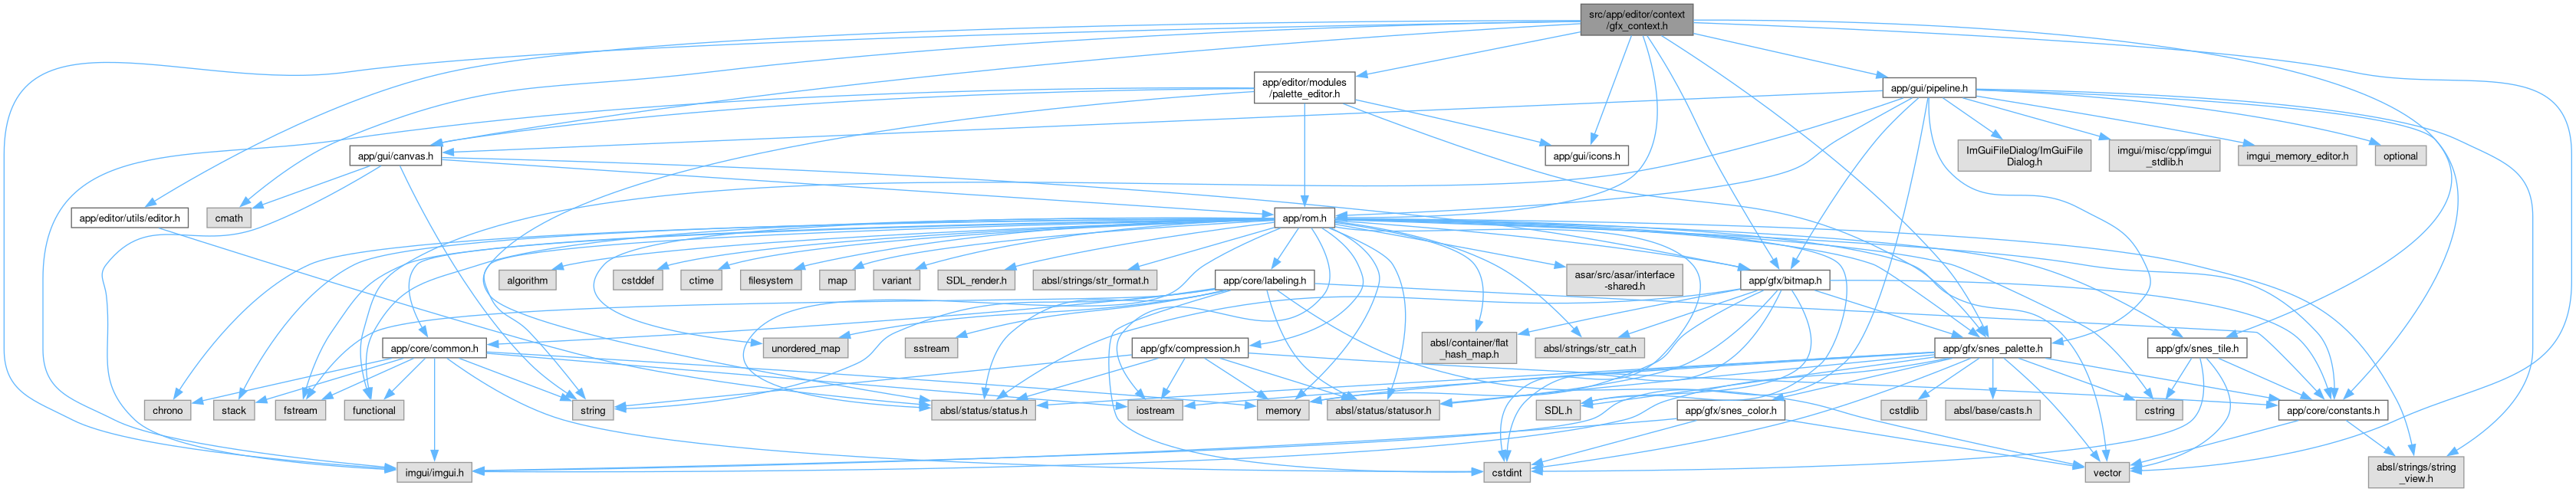 src/app/editor/context
/gfx_context.h
app/editor/modules
/palette_editor.h
app/gui/pipeline.h
app/gui/canvas.h
app/gui/icons.h
ImGuiFileDialog/ImGuiFile
Dialog.h
imgui/misc/cpp/imgui
_stdlib.h
imgui_memory_editor.h
optional
app/editor/utils/editor.h
cmath
app/rom.h
algorithm
cstddef
ctime
filesystem
map
variant
SDL_render.h
absl/strings/str_format.h
app/core/labeling.h
asar/src/asar/interface
-shared.h
app/gfx/bitmap.h
app/core/common.h
unordered_map
sstream
app/gfx/compression.h
absl/container/flat
_hash_map.h
absl/strings/str_cat.h
app/gfx/snes_palette.h
app/gfx/snes_tile.h
chrono
stack
fstream
functional
string
absl/status/status.h
iostream
memory
absl/status/statusor.h
SDL.h
app/gfx/snes_color.h
cstdlib
absl/base/casts.h
cstring
app/core/constants.h
imgui/imgui.h
cstdint
vector
absl/strings/string
_view.h